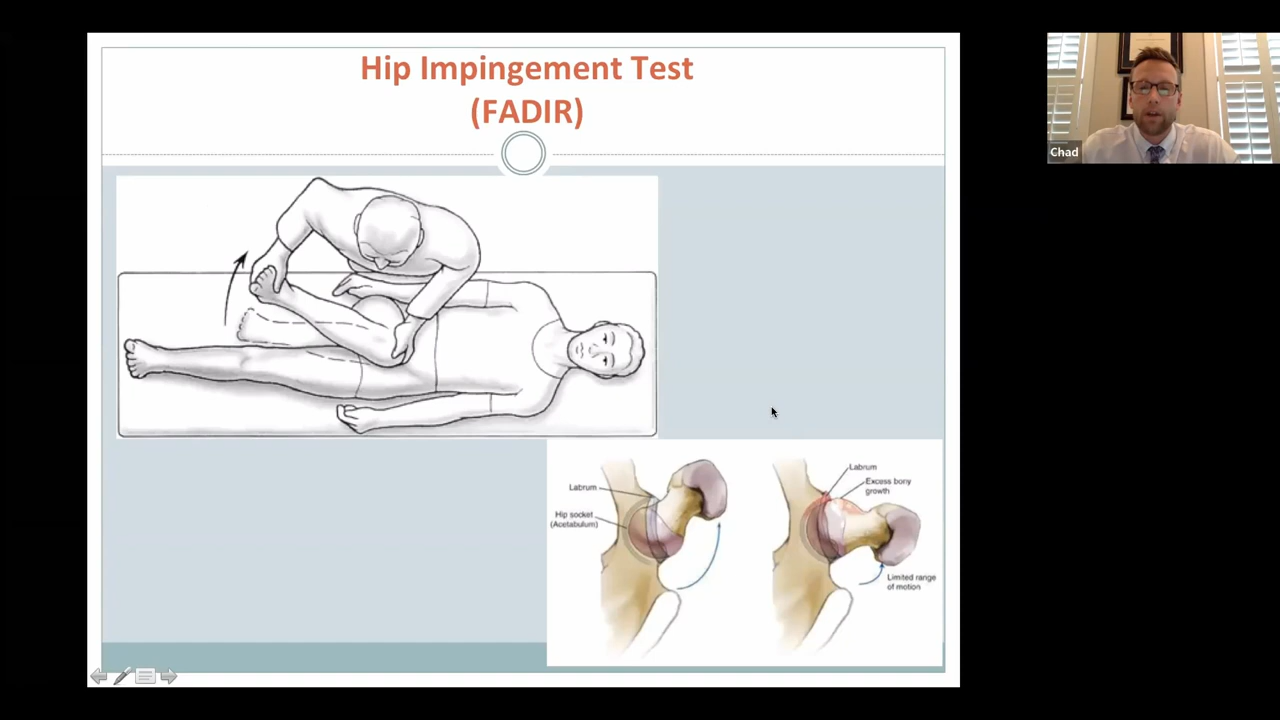 Hip Impingement Test
(FADIR)
Chad
Labrum
Hip socket
(Acetabulum)
Labrum
Excess bony
growth
Limited range
of motion